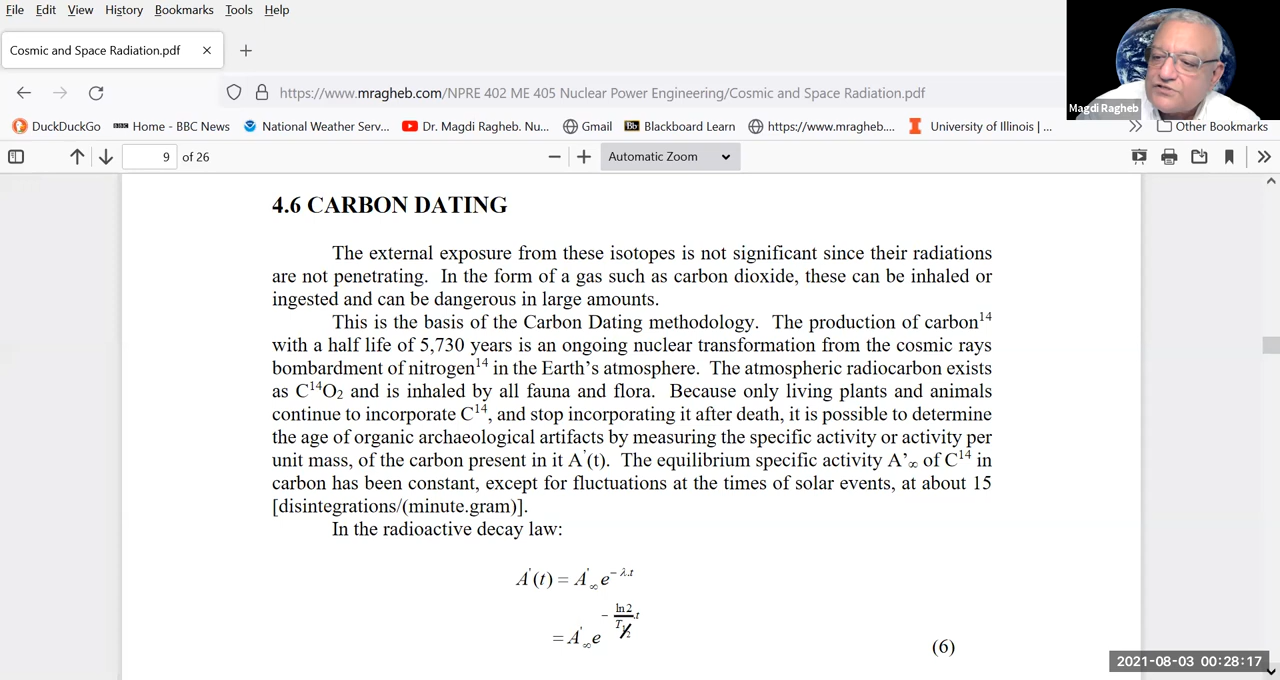 File Edit View History Bookmarks Tools Help
Cosmic and Space Radiation.pdf
https://www.mragheb.com/NPRE 402 ME 405 Nuclear Power Engineering/Cosmic and Space Radiation.pdf
Magdi Ragheb
DuckDuckGo BBC Home - BBC News National Weather Serv... Dr. Magdi Ragheb. Nu... Gmail Bb Blackboard Learn https://www.mragheb.... University of Illinois | ... Other Bookmarks
9 of 26 Automatic Zoom
4.6 CARBON DATING
The external exposure from these isotopes is not significant since their radiations
are not penetrating. In the form of a gas such as carbon dioxide, these can be inhaled or
ingested and can be dangerous in large amounts.
This is the basis of the Carbon Dating methodology. The production of carbon¹⁴
with a half life of 5,730 years is an ongoing nuclear transformation from the cosmic rays
bombardment of nitrogen¹⁴ in the Earth's atmosphere. The atmospheric radiocarbon exists
as C¹⁴O₂ and is inhaled by all fauna and flora. Because only living plants and animals
continue to incorporate C¹⁴, and stop incorporating it after death, it is possible to determine
the age of organic archaeological artifacts by measuring the specific activity or activity per
unit mass, of the carbon present in it A'(t). The equilibrium specific activity A'∞ of C¹⁴ in
carbon has been constant, except for fluctuations at the times of solar events, at about 15
[disintegrations/(minute.gram)].
In the radioactive decay law:
A'(t) = A'∞ e^(−λ.t)
= A'∞ e^(−(ln 2/T½).t)
(6)
2021-08-03 00:28:17